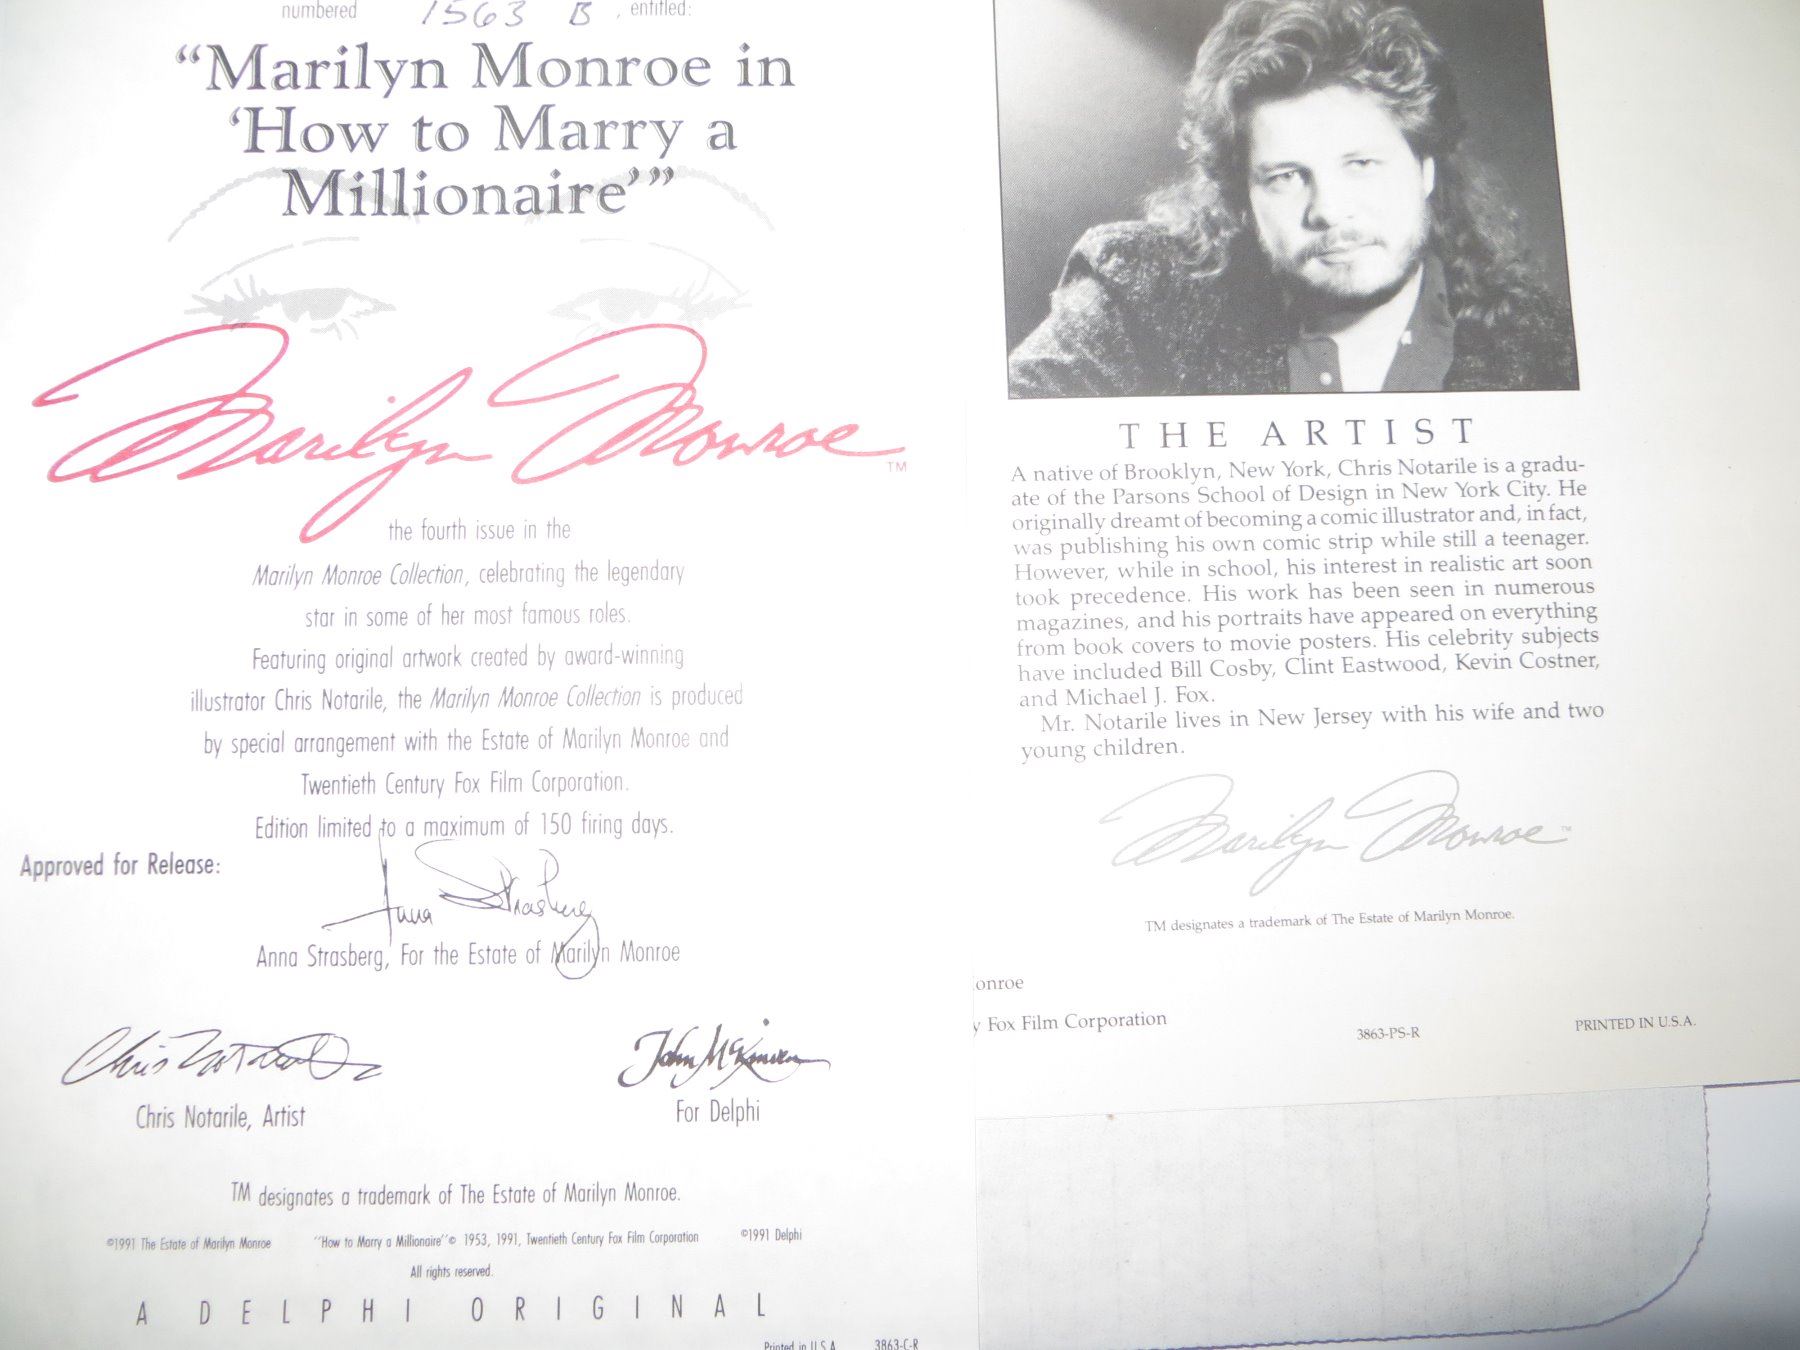 numbered 1563 B, entitled:
“Marilyn Monroe in
‘How to Marry a
Millionaire’”
Marilyn Monroe™
the fourth issue in the
Marilyn Monroe Collection, celebrating the legendary
star in some of her most famous roles.
Featuring original artwork created by award-winning
illustrator Chris Notarile, the Marilyn Monroe Collection is produced
by special arrangement with the Estate of Marilyn Monroe and
Twentieth Century Fox Film Corporation.
Edition limited to a maximum of 150 firing days.
Approved for Release:
Anna Strasberg
Anna Strasberg, For the Estate of Marilyn Monroe
Chris Notarile
Chris Notarile, Artist
John McKinven
For Delphi
TM designates a trademark of The Estate of Marilyn Monroe.
©1991 The Estate of Marilyn Monroe "How to Marry a Millionaire"© 1953, 1991, Twentieth Century Fox Film Corporation ©1991 Delphi
All rights reserved.
A DELPHI ORIGINAL
Printed in U.S.A. 3863-C-R
THE ARTIST
A native of Brooklyn, New York, Chris Notarile is a gradu-
ate of the Parsons School of Design in New York City. He
originally dreamt of becoming a comic illustrator and, in fact,
was publishing his own comic strip while still a teenager.
However, while in school, his interest in realistic art soon
took precedence. His work has been seen in numerous
magazines, and his portraits have appeared on everything
from book covers to movie posters. His celebrity subjects
have included Bill Cosby, Clint Eastwood, Kevin Costner,
and Michael J. Fox.
Mr. Notarile lives in New Jersey with his wife and two
young children.
Marilyn Monroe™
TM designates a trademark of The Estate of Marilyn Monroe.
onroe
y Fox Film Corporation
3863-PS-R
PRINTED IN U.S.A.